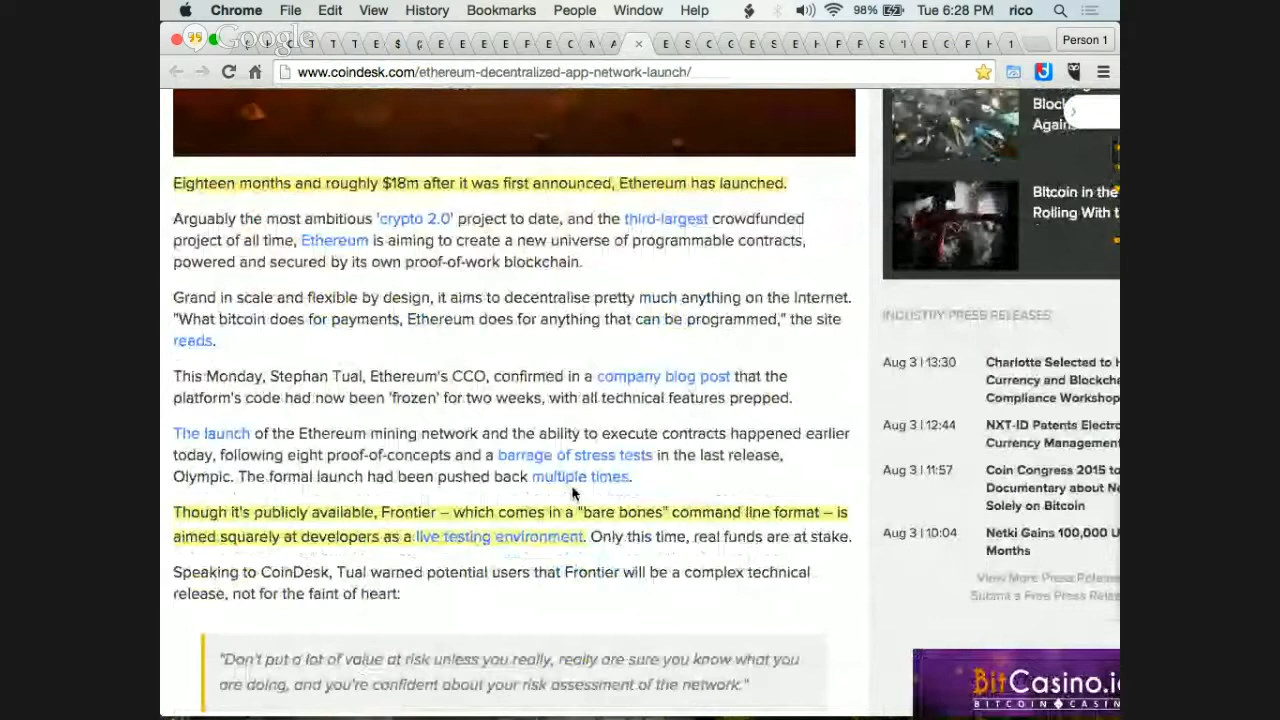 Chrome File Edit View History Bookmarks People Window Help 98% Tue 6:28 PM rico
Google
Person 1
www.coindesk.com/ethereum-decentralized-app-network-launch/
Eighteen months and roughly $18m after it was first announced, Ethereum has launched.
Arguably the most ambitious 'crypto 2.0' project to date, and the third-largest crowdfunded
project of all time, Ethereum is aiming to create a new universe of programmable contracts,
powered and secured by its own proof-of-work blockchain.
Grand in scale and flexible by design, it aims to decentralise pretty much anything on the Internet.
"What bitcoin does for payments, Ethereum does for anything that can be programmed," the site
reads.
This Monday, Stephan Tual, Ethereum's CCO, confirmed in a company blog post that the
platform's code had now been 'frozen' for two weeks, with all technical features prepped.
The launch of the Ethereum mining network and the ability to execute contracts happened earlier
today, following eight proof-of-concepts and a barrage of stress tests in the last release,
Olympic. The formal launch had been pushed back multiple times.
Though it's publicly available, Frontier – which comes in a "bare bones" command line format – is
aimed squarely at developers as a live testing environment. Only this time, real funds are at stake.
Speaking to CoinDesk, Tual warned potential users that Frontier will be a complex technical
release, not for the faint of heart:
"Don't put a lot of value at risk unless you really, really are sure you know what you
are doing, and you're confident about your risk assessment of the network."
Block
Again
Bitcoin in the
Rolling With t
INDUSTRY PRESS RELEASES
Aug 3 | 13:30 Charlotte Selected to H
Currency and Blockcha
Compliance Workshop
Aug 3 | 12:44 NXT-ID Patents Electro
Currency Management
Aug 3 | 11:57 Coin Congress 2015 to
Documentary about Ne
Solely on Bitcoin
Aug 3 | 10:04 Netki Gains 100,000 U
Months
View More Press Relea
Submit a Free Press Relea
BitCasino.i
BITCOIN CASIN